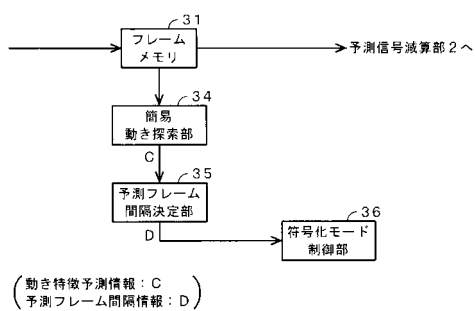 31
フレーム
メモリ
予測信号減算部2へ
34
簡易
動き探索部
C
35
予測フレーム
間隔決定部
D
36
符号化モード
制御部
動き特徴予測情報：C
予測フレーム間隔情報：D